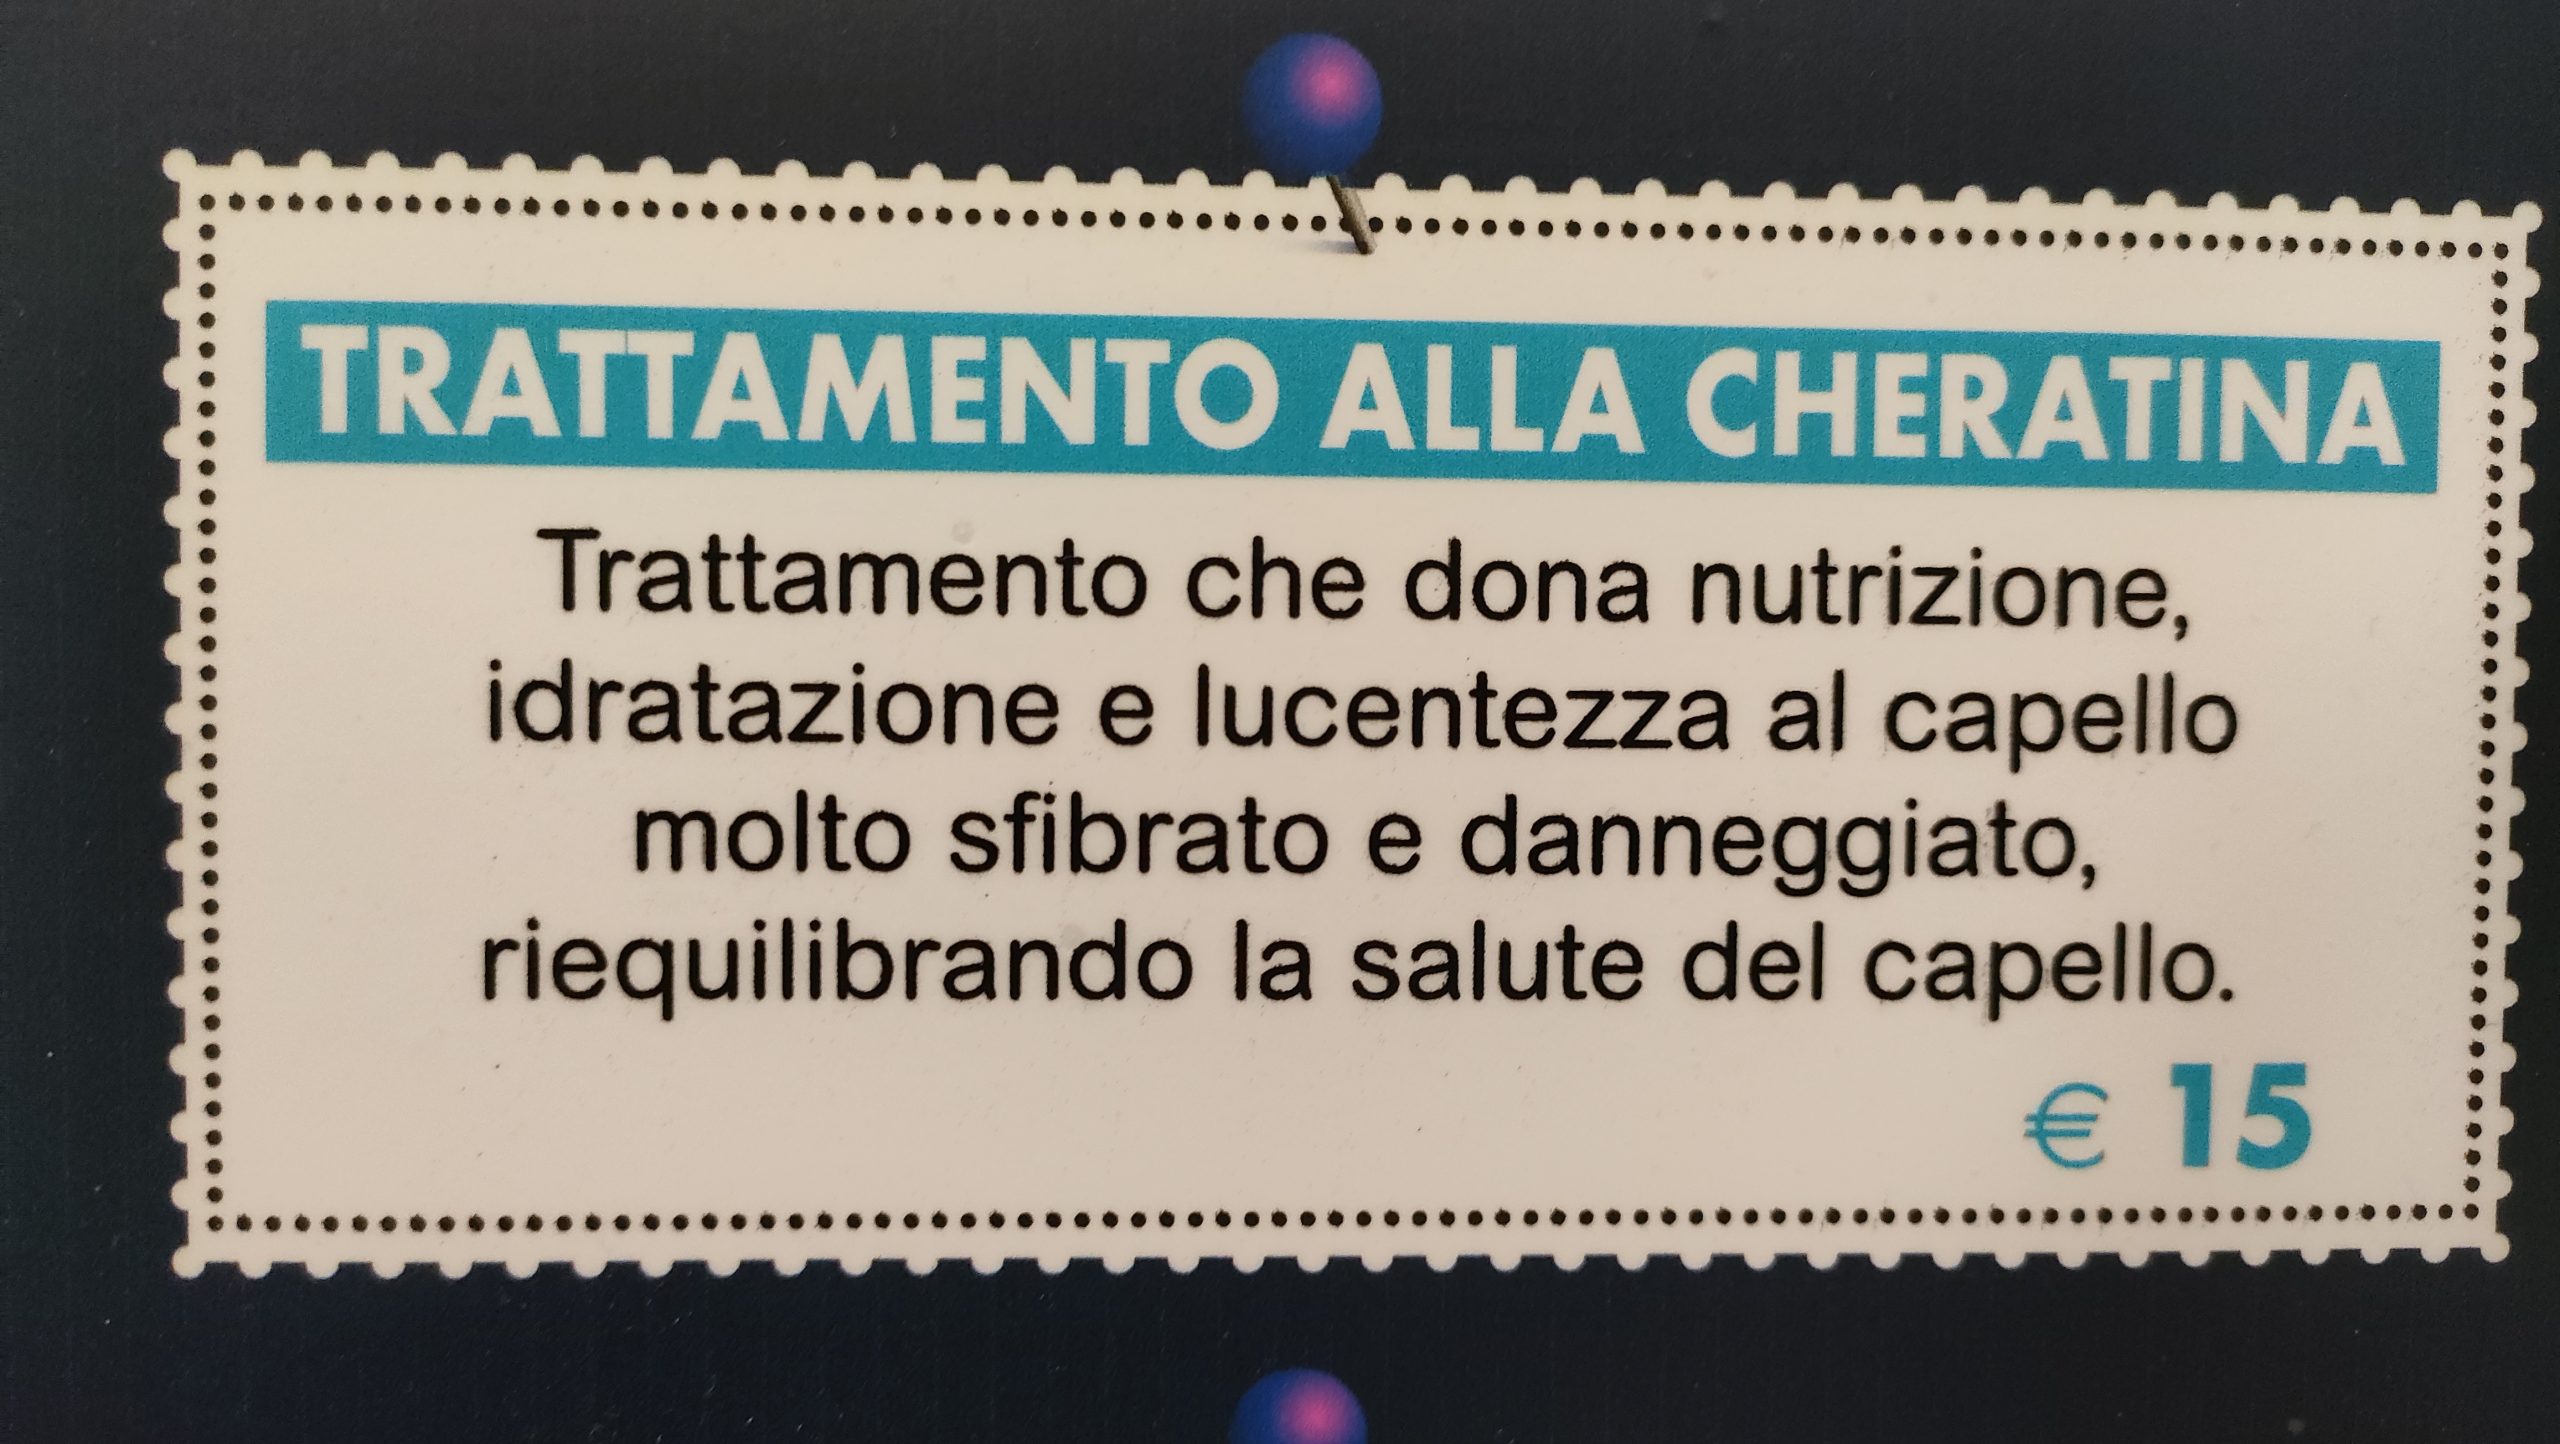 TRATTAMENTO ALLA CHERATINA
Trattamento che dona nutrizione,
idratazione e lucentezza al capello
molto sfibrato e danneggiato,
riequilibrando la salute del capello.
€ 15